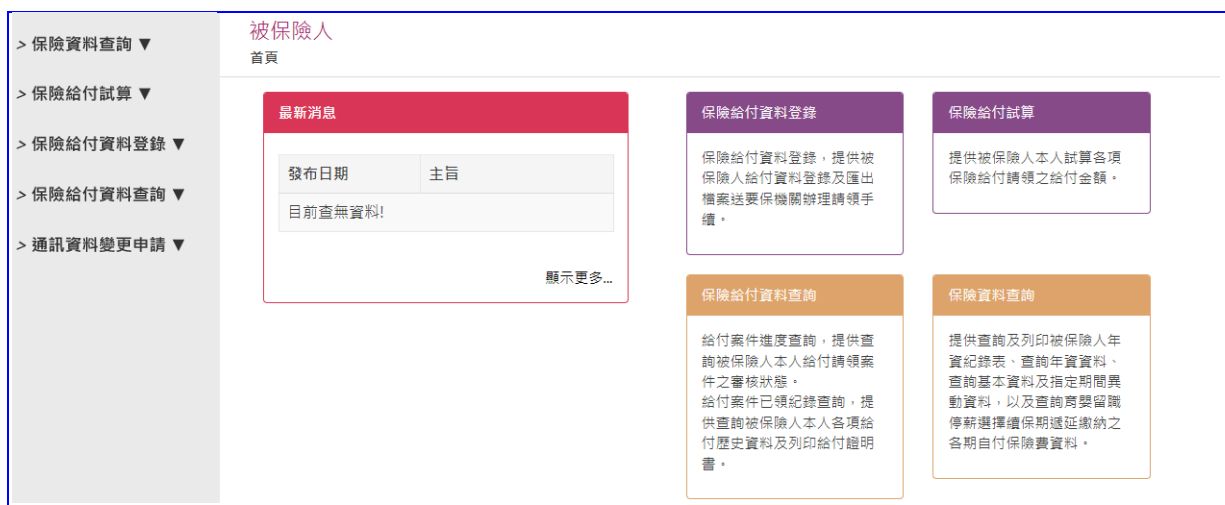 > 保險資料查詢 ▼
> 保險給付試算 ▼
> 保險給付資料登錄 ▼
> 保險給付資料查詢 ▼
> 通訊資料變更申請 ▼
被保險人
首頁
最新消息
發布日期 主旨
目前查無資料!
顯示更多...
保險給付資料登錄
保險給付資料登錄，提供被
保險人給付資料登錄及匯出
檔案送要保機關辦理請領手
續。
保險給付試算
提供被保險人本人試算各項
保險給付請領之給付金額。
保險給付資料查詢
給付案件進度查詢，提供查
詢被保險人本人給付請領案
件之審核狀態。
給付案件已領紀錄查詢，提
供查詢被保險人本人各項給
付歷史資料及列印給付證明
書。
保險資料查詢
提供查詢及列印被保險人年
資紀錄表、查詢年資資料、
查詢基本資料及指定期間異
動資料，以及查詢育嬰留職
停薪選擇續保期遞延繳納之
各期自付保險費資料。